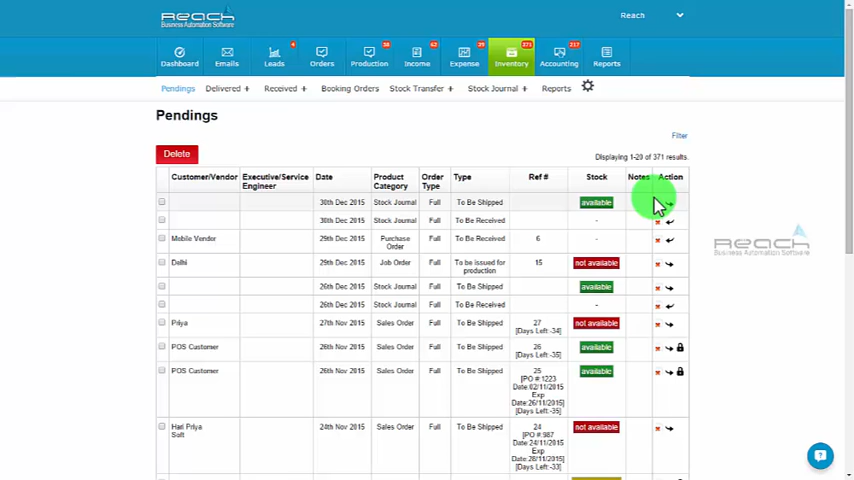 Reach
Business Automation Software
Reach
4
38
62
39
371
217
Dashboard
Emails
Leads
Orders
Production
Income
Expense
Inventory
Accounting
Reports
Pendings
Delivered +
Received +
Booking Orders
Stock Transfer +
Stock Journal +
Reports
Pendings
Filter
Delete
Displaying 1-20 of 371 results.
Customer/Vendor Executive/Service Engineer Date Product Category Order Type Type Ref # Stock Notes Action
30th Dec 2015 Stock Journal Full To Be Shipped available
30th Dec 2015 Stock Journal Full To Be Received -
Mobile Vendor 29th Dec 2015 Purchase Order Full To Be Received 6 -
Delhi 29th Dec 2015 Job Order Full To be issued for production 15 not available
26th Dec 2015 Stock Journal Full To Be Shipped available
26th Dec 2015 Stock Journal Full To Be Received -
Priya 27th Nov 2015 Sales Order Full To Be Shipped 27 [Days Left:-34] not available
POS Customer 26th Nov 2015 Sales Order Full To Be Shipped 26 [Days Left:-35] available
POS Customer 26th Nov 2015 Sales Order Full To Be Shipped 25 [PO #:1223 Date:02/11/2015 Exp Date:26/11/2015] [Days Left:-35] available
Hari Priya Soft 24th Nov 2015 Sales Order Full To Be Shipped 24 [PO #:987 Date:24/11/2015 Exp Date:28/11/2015] [Days Left:-33] not available
Reach
Business Automation Software